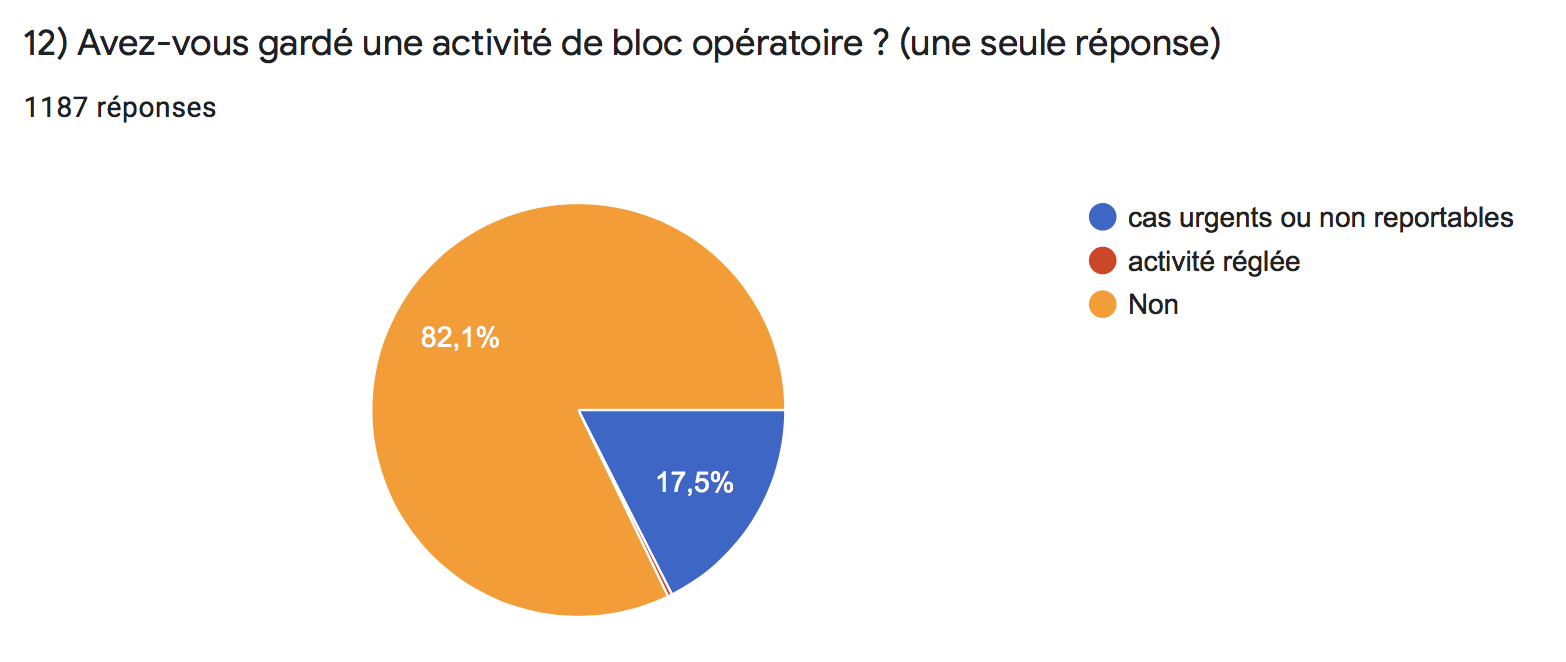 12) Avez-vous gardé une activité de bloc opératoire ? (une seule réponse)
1187 réponses
cas urgents ou non reportables
activité réglée
Non
82,1%
17,5%